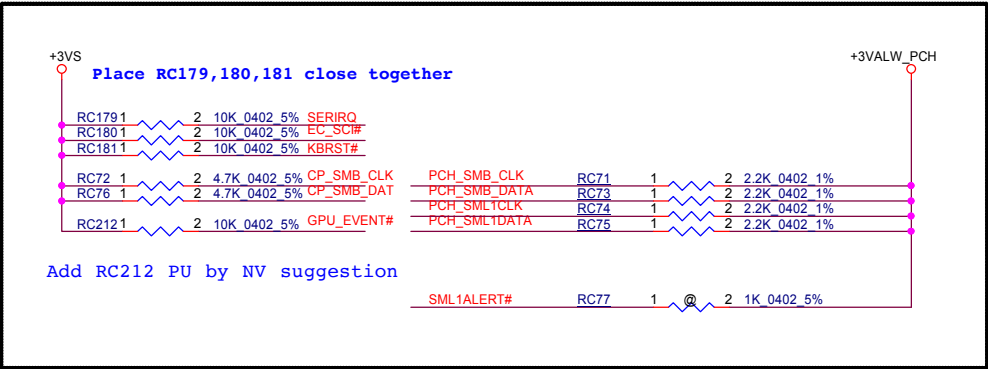 +3VS
+3VALW_PCH
Place RC179,180,181 close together
RC179 1 2 10K_0402_5% SERIRQ
RC180 1 2 10K_0402_5% EC_SCI#
RC181 1 2 10K_0402_5% KBRST#
RC72 1 2 4.7K_0402_5% CP_SMB_CLK PCH_SMB_CLK RC71 1 2 2.2K_0402_1%
RC76 1 2 4.7K_0402_5% CP_SMB_DAT PCH_SMB_DATA RC73 1 2 2.2K_0402_1%
PCH_SML1CLK RC74 1 2 2.2K_0402_1%
RC212 1 2 10K_0402_5% GPU_EVENT# PCH_SML1DATA RC75 1 2 2.2K_0402_1%
Add RC212 PU by NV suggestion
SML1ALERT# RC77 1 @ 2 1K_0402_5%